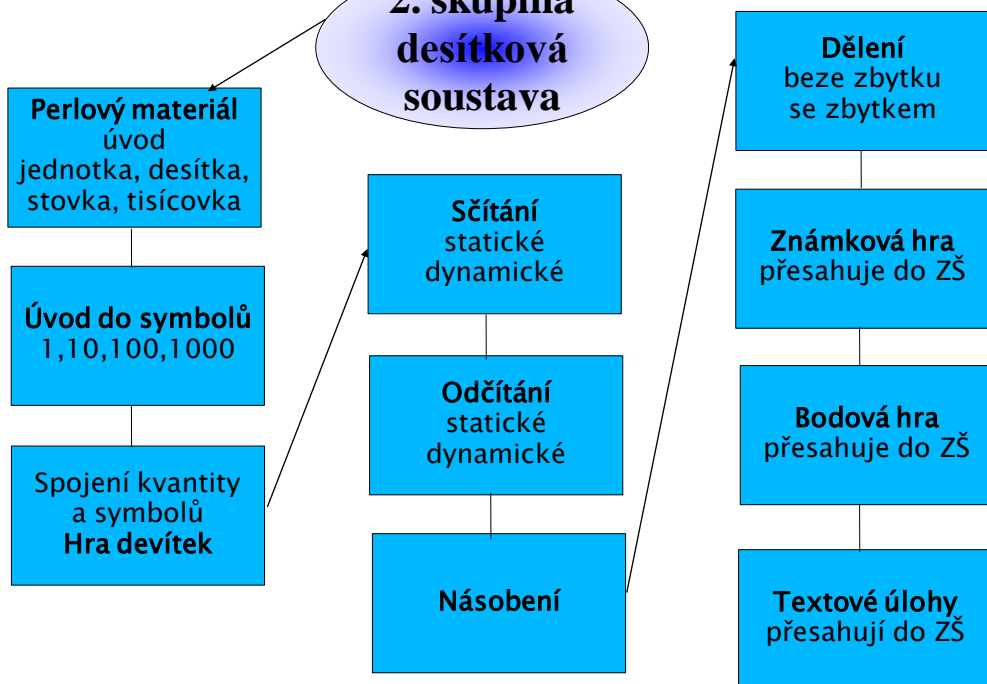 2. skupina
desítková
soustava
Perlový materiál
úvod
jednotka, desítka,
stovka, tisícovka
Úvod do symbolů
1,10,100,1000
Spojení kvantity
a symbolů
Hra devítek
Sčítání
statické
dynamické
Odčítání
statické
dynamické
Násobení
Dělení
beze zbytku
se zbytkem
Známková hra
přesahuje do ZŠ
Bodová hra
přesahuje do ZŠ
Textové úlohy
přesahují do ZŠ